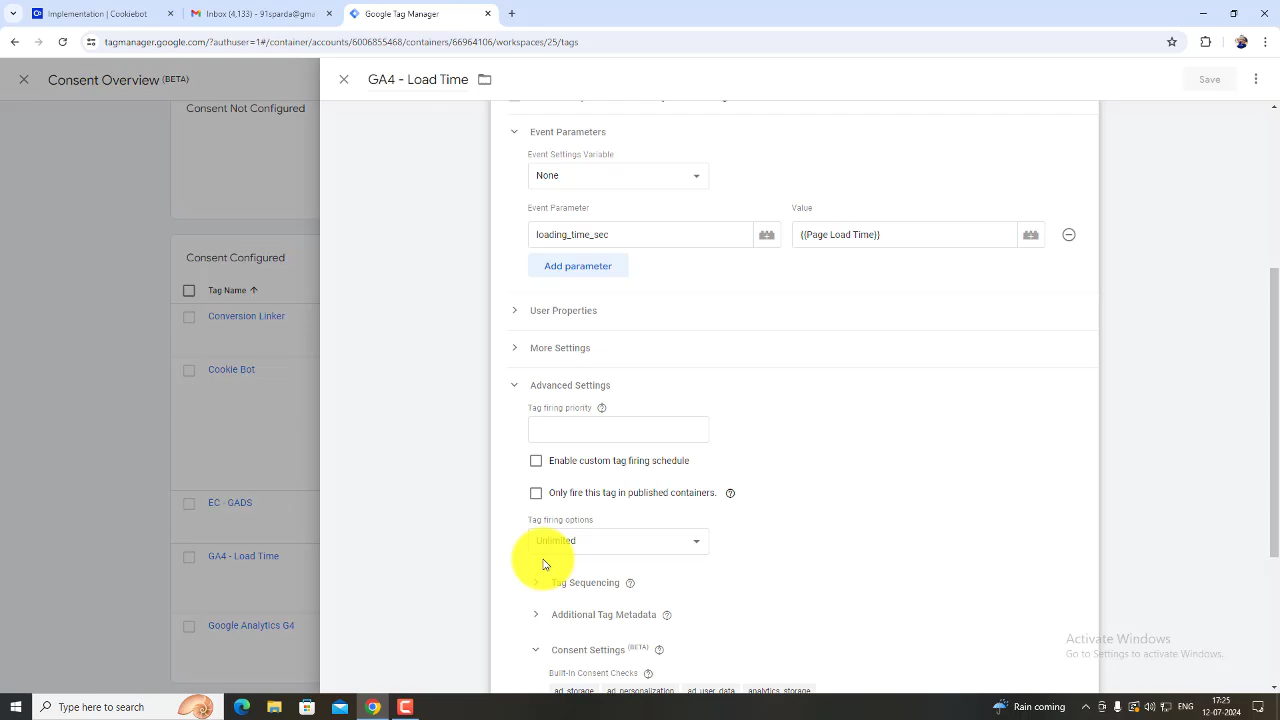 Implementation | Cookiebot
Inbox (4,133) - 91sparda@gm
Google Tag Manager
tagmanager.google.com/?authuser=1#/container/accounts/6006855468/containers/66964106/workspaces/25/tags
Consent Overview (BETA)
GA4 - Load Time
Save
Consent Not Configured
Event Parameters
Event Settings Variable
None
Event Parameter
Value
loading_time_sec
{{Page Load Time}}
Add parameter
Consent Configured
Tag Name
Conversion Linker
Cookie Bot
EC - GADS
GA4 - Load Time
Google Analytics G4
User Properties
More Settings
Advanced Settings
Tag firing priority
Enable custom tag firing schedule
Only fire this tag in published containers.
Tag firing options
Unlimited
Tag Sequencing
Additional Tag Metadata
Consent Settings (BETA)
Built-In Consent Checks
ad_storage ad_personalization ad_user_data analytics_storage
Activate Windows
Go to Settings to activate Windows.
Type here to search
Rain coming
ENG
17:25
12-07-2024